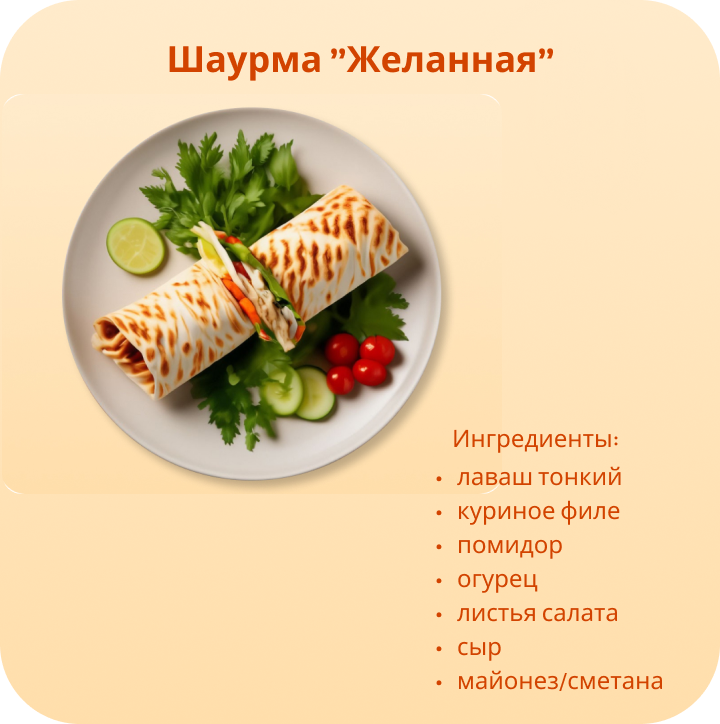 Шаурма ”Желанная”
Ингредиенты:
• лаваш тонкий
• куриное филе
• помидор
• огурец
• листья салата
• сыр
• майонез/сметана